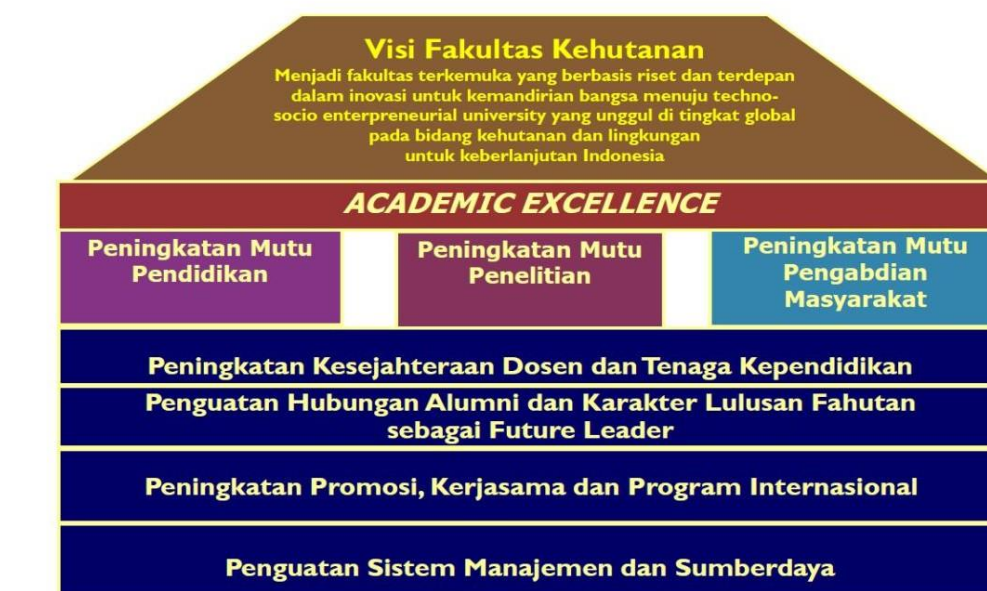 Visi Fakultas Kehutanan
Menjadi fakultas terkemuka yang berbasis riset dan terdepan
dalam inovasi untuk kemandirian bangsa menuju techno-
socio enterpreneurial university yang unggul di tingkat global
pada bidang kehutanan dan lingkungan
untuk keberlanjutan Indonesia
ACADEMIC EXCELLENCE
Peningkatan Mutu
Pendidikan
Peningkatan Mutu
Penelitian
Peningkatan Mutu
Pengabdian
Masyarakat
Peningkatan Kesejahteraan Dosen dan Tenaga Kependidikan
Penguatan Hubungan Alumni dan Karakter Lulusan Fahutan
sebagai Future Leader
Peningkatan Promosi, Kerjasama dan Program Internasional
Penguatan Sistem Manajemen dan Sumberdaya